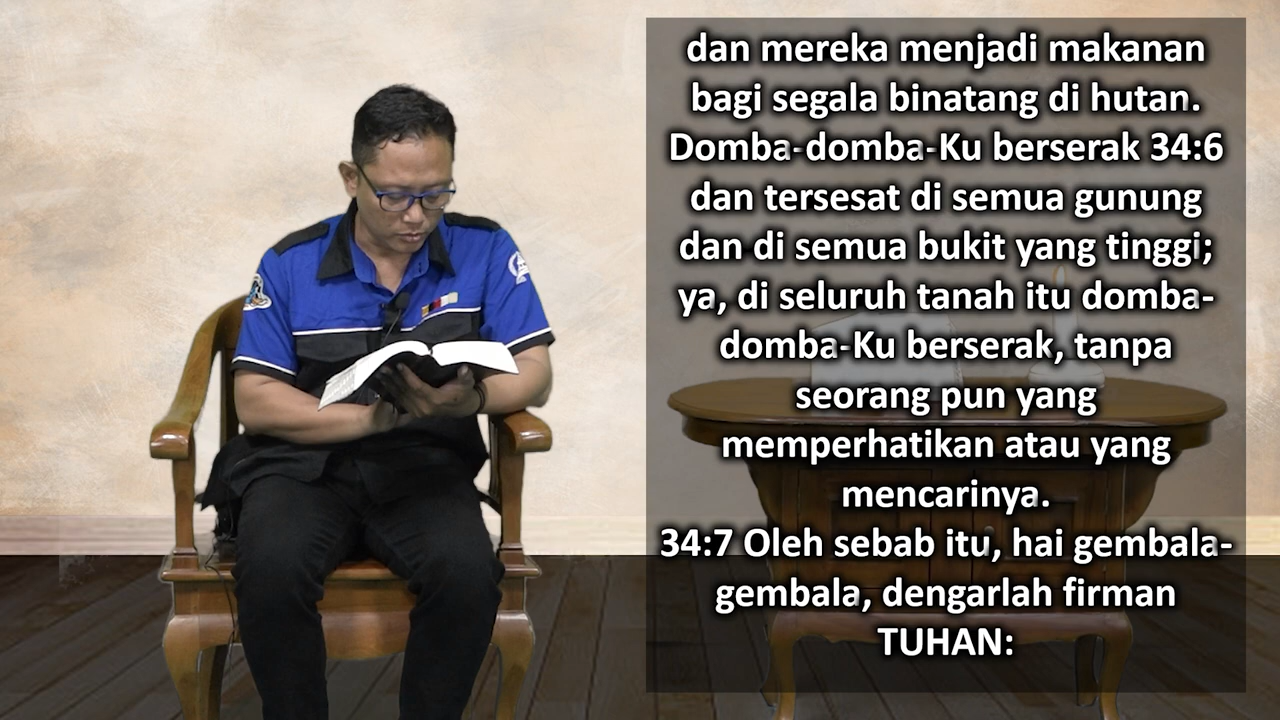 dan mereka menjadi makanan
bagi segala binatang di hutan.
Domba-domba-Ku berserak 34:6
dan tersesat di semua gunung
dan di semua bukit yang tinggi;
ya, di seluruh tanah itu domba-
domba-Ku berserak, tanpa
seorang pun yang
memperhatikan atau yang
mencarinya.
34:7 Oleh sebab itu, hai gembala-
gembala, dengarlah firman
TUHAN: